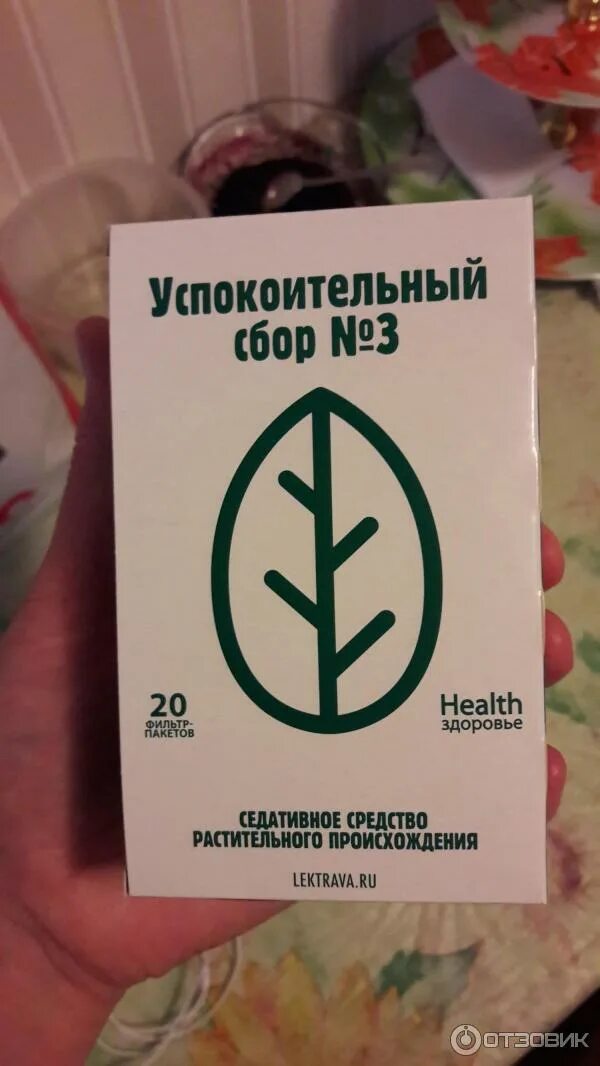 Успокоительный
сбор №3
20
ФИЛЬТР-
ПАКЕТОВ
Health
здоровье
СЕДАТИВНОЕ СРЕДСТВО
РАСТИТЕЛЬНОГО ПРОИСХОЖДЕНИЯ
LEKTRAVA.RU
ОТЗОВИК